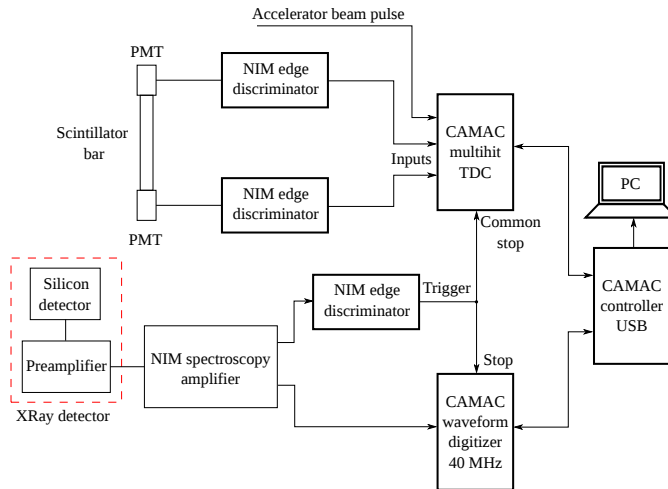 Accelerator beam pulse
PMT
NIM edge
discriminator
Scintillator
bar
CAMAC
multihit
TDC
Inputs
PC
NIM edge
discriminator
PMT
Common
stop
Silicon
detector
NIM edge
discriminator
Trigger
CAMAC
controller
USB
Preamplifier
NIM spectroscopy
amplifier
Stop
XRay detector
CAMAC
waveform
digitizer
40 MHz